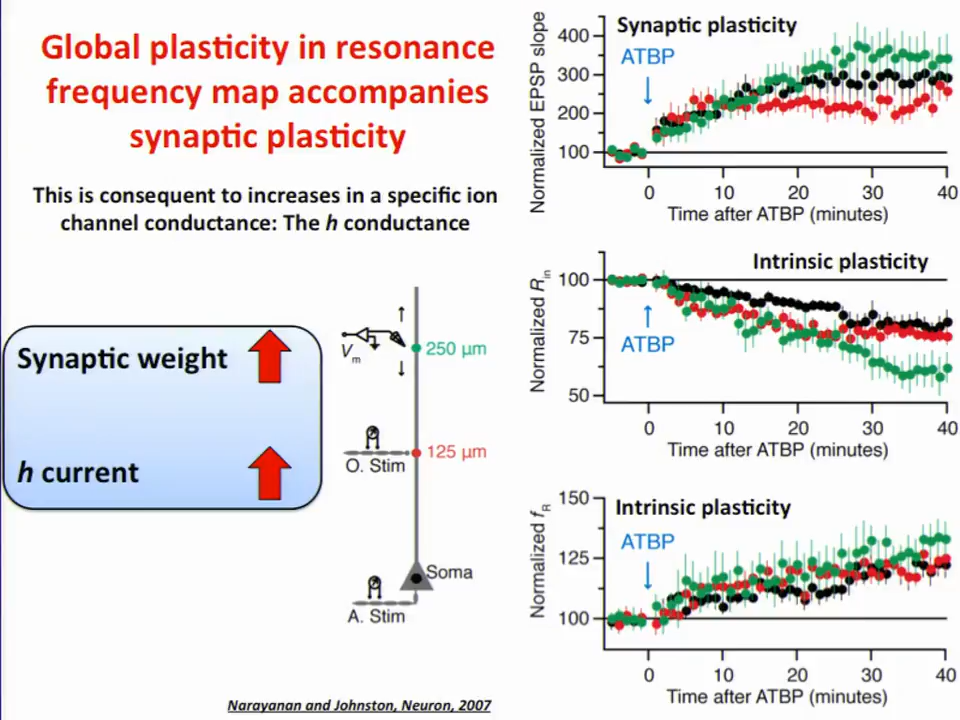 Global plasticity in resonance
frequency map accompanies
synaptic plasticity
This is consequent to increases in a specific ion
channel conductance: The h conductance
Synaptic weight
h current
Vm
250 µm
125 µm
O. Stim
Soma
A. Stim
Narayanan and Johnston, Neuron, 2007
Synaptic plasticity
ATBP
Normalized EPSP slope
400
300
200
100
0 10 20 30 40
Time after ATBP (minutes)
Intrinsic plasticity
ATBP
Normalized Rin
100
75
50
0 10 20 30 40
Time after ATBP (minutes)
Intrinsic plasticity
ATBP
Normalized fR
150
125
100
0 10 20 30 40
Time after ATBP (minutes)